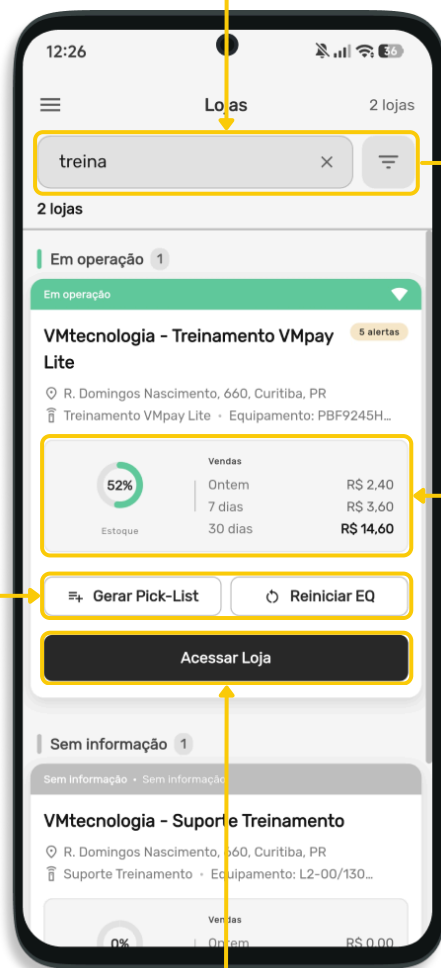 12:26
36
Lojas
2 lojas
treina
2 lojas
Em operação 1
Em operação
VMtecnologia - Treinamento VMpay
Lite
5 alertas
R. Domingos Nascimento, 660, Curitiba, PR
Treinamento VMpay Lite • Equipamento: PBF9245H...
52%
Estoque
Vendas
Ontem R$ 2,40
7 dias R$ 3,60
30 dias R$ 14,60
Gerar Pick-List
Reiniciar EQ
Acessar Loja
Sem informação 1
Sem Informação • Sem informação
VMtecnologia - Suporte Treinamento
R. Domingos Nascimento, 660, Curitiba, PR
Suporte Treinamento • Equipamento: L2-00/130...
0%
Vendas
Ontem R$ 0,00